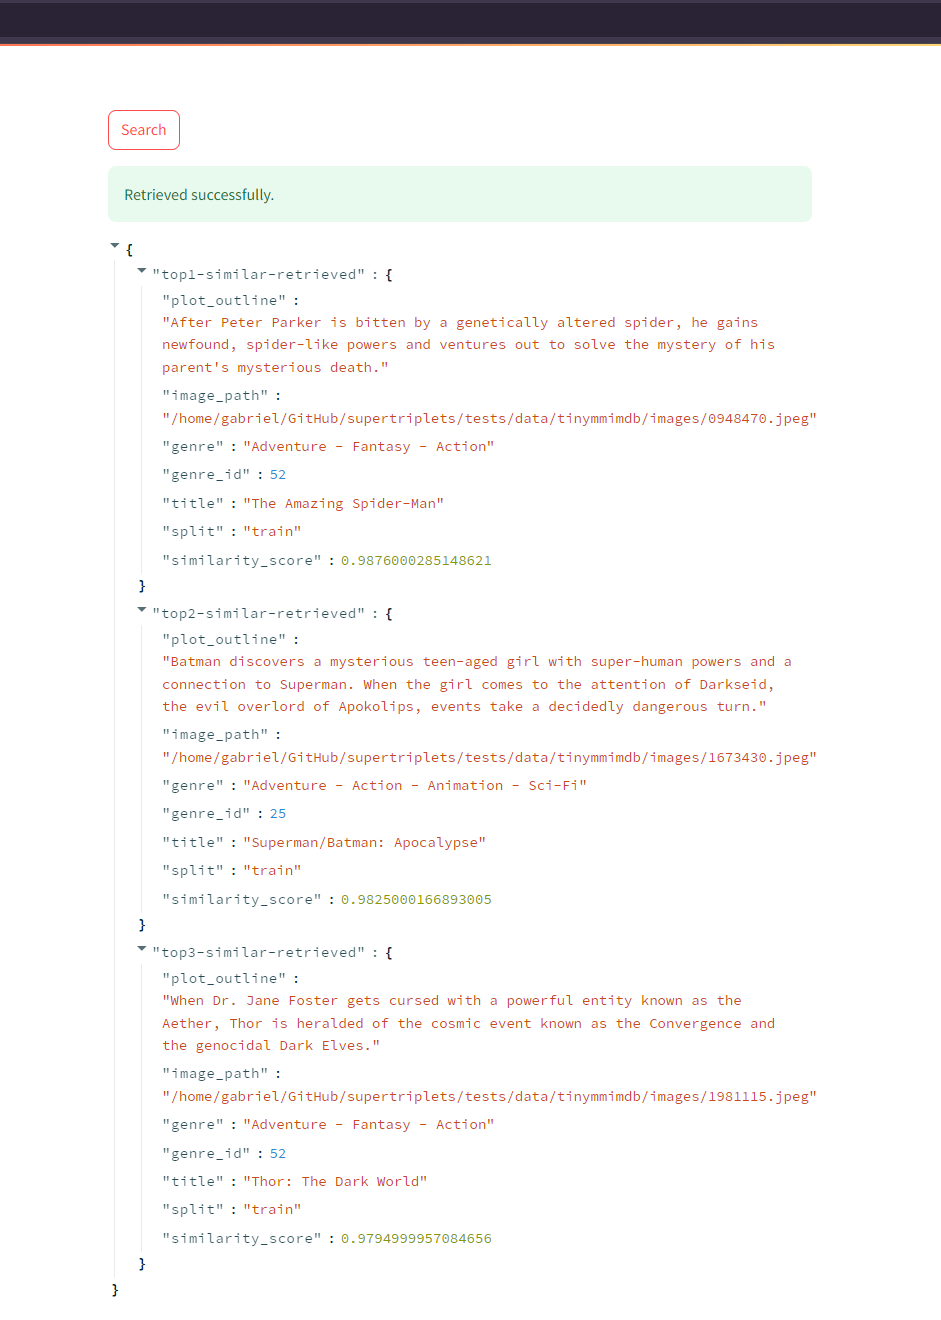 Search
Retrieved successfully.
{
"top1-similar-retrieved" : {
"plot_outline" :
"After Peter Parker is bitten by a genetically altered spider, he gains
newfound, spider-like powers and ventures out to solve the mystery of his
parent's mysterious death."
"image_path" :
"/home/gabriel/GitHub/supertriplets/tests/data/tinymmimdb/images/0948470.jpeg"
"genre" : "Adventure - Fantasy - Action"
"genre_id" : 52
"title" : "The Amazing Spider-Man"
"split" : "train"
"similarity_score" : 0.9876000285148621
}
"top2-similar-retrieved" : {
"plot_outline" :
"Batman discovers a mysterious teen-aged girl with super-human powers and a
connection to Superman. When the girl comes to the attention of Darkseid,
the evil overlord of Apokolips, events take a decidedly dangerous turn."
"image_path" :
"/home/gabriel/GitHub/supertriplets/tests/data/tinymmimdb/images/1673430.jpeg"
"genre" : "Adventure - Action - Animation - Sci-Fi"
"genre_id" : 25
"title" : "Superman/Batman: Apocalypse"
"split" : "train"
"similarity_score" : 0.9825000166893005
}
"top3-similar-retrieved" : {
"plot_outline" :
"When Dr. Jane Foster gets cursed with a powerful entity known as the
Aether, Thor is heralded of the cosmic event known as the Convergence and
the genocidal Dark Elves."
"image_path" :
"/home/gabriel/GitHub/supertriplets/tests/data/tinymmimdb/images/1981115.jpeg"
"genre" : "Adventure - Fantasy - Action"
"genre_id" : 52
"title" : "Thor: The Dark World"
"split" : "train"
"similarity_score" : 0.9794999957084656
}
}